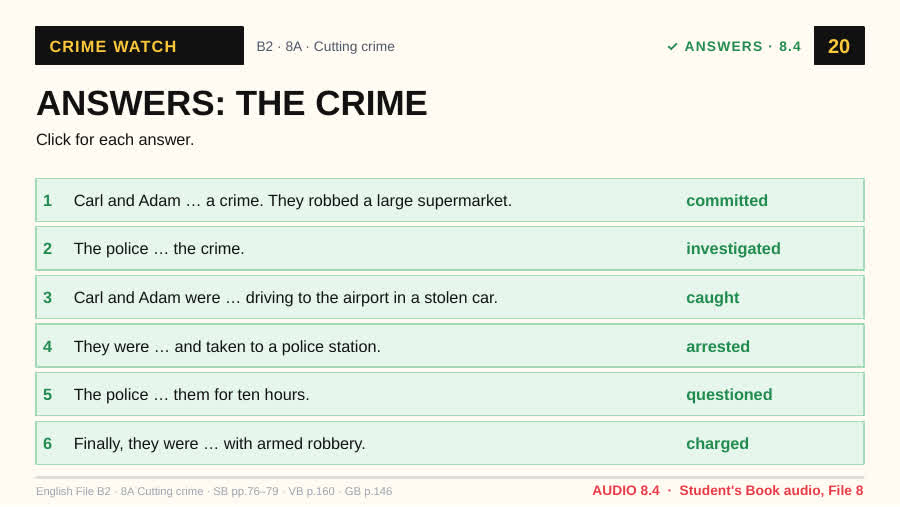 CRIME WATCH
B2 · 8A · Cutting crime
✓ ANSWERS · 8.4
20
ANSWERS: THE CRIME
Click for each answer.
1 Carl and Adam … a crime. They robbed a large supermarket. committed
2 The police … the crime. investigated
3 Carl and Adam were … driving to the airport in a stolen car. caught
4 They were … and taken to a police station. arrested
5 The police … them for ten hours. questioned
6 Finally, they were … with armed robbery. charged
English File B2 · 8A Cutting crime · SB pp.76–79 · VB p.160 · GB p.146
AUDIO 8.4 · Student's Book audio, File 8